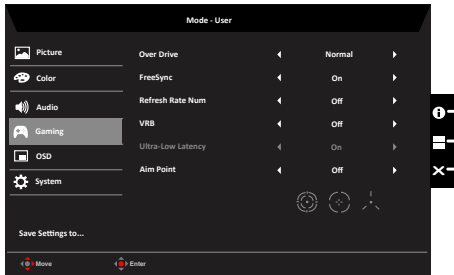 Mode - User
Picture
Color
Audio
Gaming
OSD
System
Over Drive Normal
FreeSync On
Refresh Rate Num Off
VRB Off
Ultra-Low Latency On
Aim Point Off
Save Settings to...
Move Enter